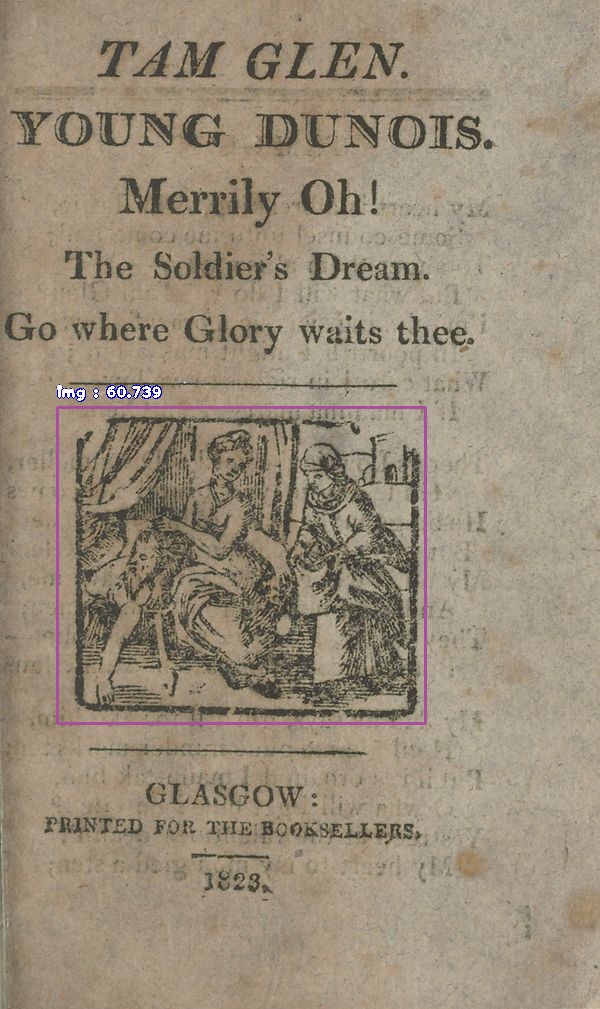 TAM GLEN.
YOUNG DUNOIS.
Merrily Oh!
The Soldier's Dream.
Go where Glory waits thee.
Img : 60.739
GLASGOW:
PRINTED FOR THE BOOKSELLERS.
1823.